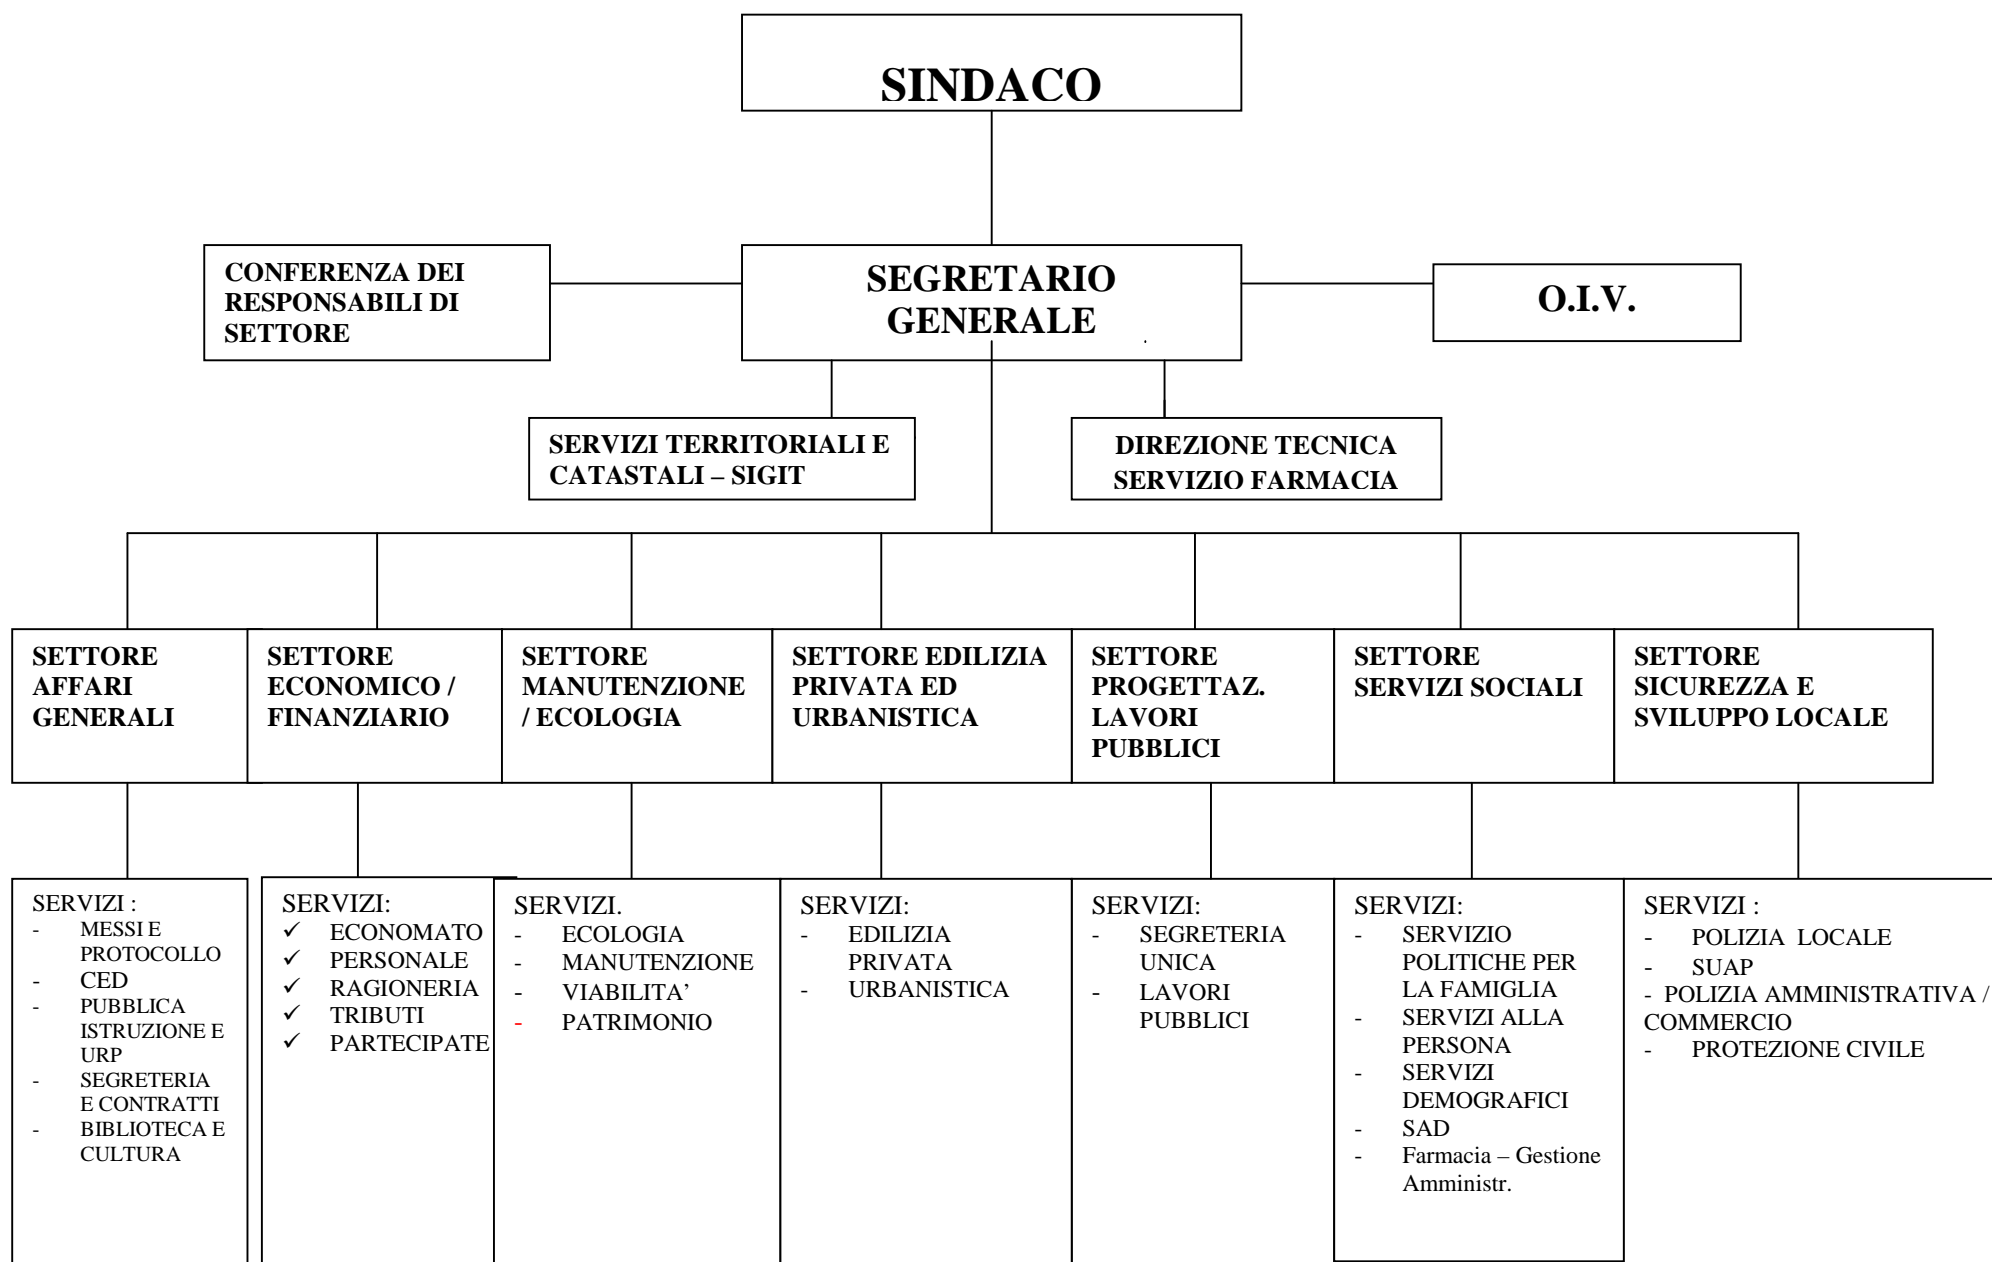 SINDACO
CONFERENZA DEI
RESPONSABILI DI
SETTORE
SEGRETARIO
GENERALE
.
O.I.V.
SERVIZI TERRITORIALI E
CATASTALI – SIGIT
DIREZIONE TECNICA
SERVIZIO FARMACIA
SETTORE
AFFARI
GENERALI
SETTORE
ECONOMICO /
FINANZIARIO
SETTORE
MANUTENZIONE
/ ECOLOGIA
SETTORE EDILIZIA
PRIVATA ED
URBANISTICA
SETTORE
PROGETTAZ.
LAVORI
PUBBLICI
SETTORE
SERVIZI SOCIALI
SETTORE
SICUREZZA E
SVILUPPO LOCALE
SERVIZI :
- MESSI E
PROTOCOLLO
- CED
- PUBBLICA
ISTRUZIONE E
URP
- SEGRETERIA
E CONTRATTI
- BIBLIOTECA E
CULTURA
SERVIZI:
✓ ECONOMATO
✓ PERSONALE
✓ RAGIONERIA
✓ TRIBUTI
✓ PARTECIPATE
SERVIZI.
- ECOLOGIA
- MANUTENZIONE
- VIABILITA’
- PATRIMONIO
SERVIZI:
- EDILIZIA
PRIVATA
- URBANISTICA
SERVIZI:
- SEGRETERIA
UNICA
- LAVORI
PUBBLICI
SERVIZI:
- SERVIZIO
POLITICHE PER
LA FAMIGLIA
- SERVIZI ALLA
PERSONA
- SERVIZI
DEMOGRAFICI
- SAD
- Farmacia – Gestione
Amministr.
SERVIZI :
- POLIZIA LOCALE
- SUAP
- POLIZIA AMMINISTRATIVA /
COMMERCIO
- PROTEZIONE CIVILE